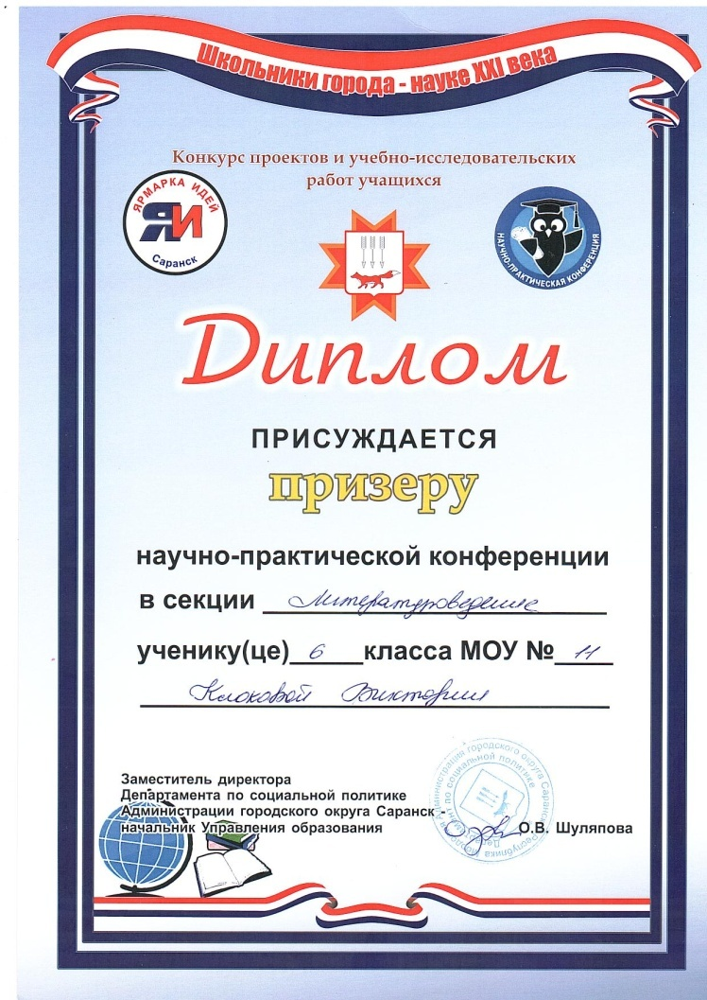 Школьники города - науке XXI века
Конкурс проектов и учебно-исследовательских
работ учащихся
ЯРМАРКА ИДЕЙ
ЯИ
Саранск
НАУЧНО-ПРАКТИЧЕСКАЯ КОНФЕРЕНЦИЯ
Диплом
ПРИСУЖДАЕТСЯ
призеру
научно-практической конференции
в секции Литературоведение
ученику(це) 6 класса МОУ № 11
Клоковой Виктории
Заместитель директора
Департамента по социальной политике
Администрации городского округа Саранск -
начальник Управления образования
О.В. Шуляпова
Администрация городского округа Саранск Республика
Департамент по социальной политике